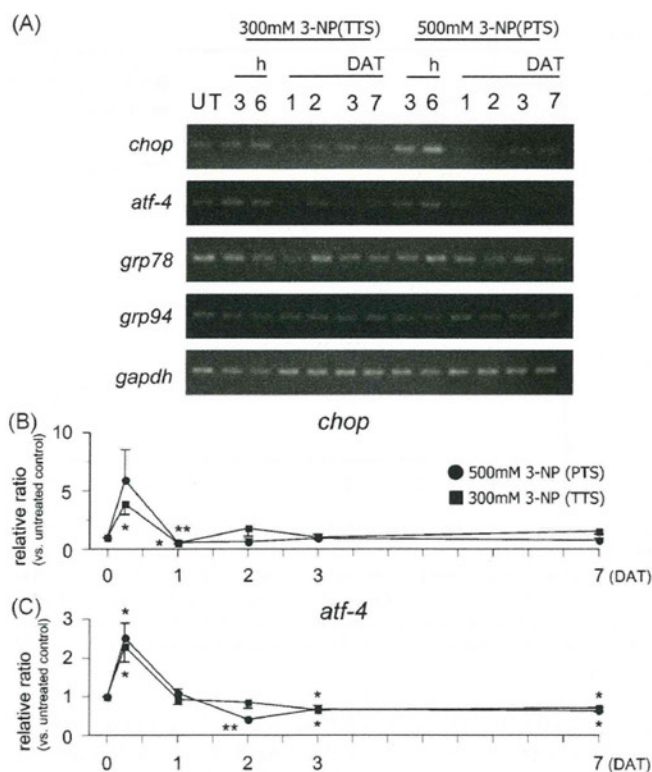 (A)
300mM 3-NP(TTS) 500mM 3-NP(PTS)
h DAT h DAT
UT 3 6 1 2 3 7 3 6 1 2 3 7
chop
atf-4
grp78
grp94
gapdh
(B) chop
relative ratio
(vs. untreated control)
10
5
0
* * **
500mM 3-NP (PTS)
300mM 3-NP (TTS)
0 1 2 3 7 (DAT)
(C) atf-4
relative ratio
(vs. untreated control)
3
2
1
0
* * *
* ** * *
0 1 2 3 7 (DAT)